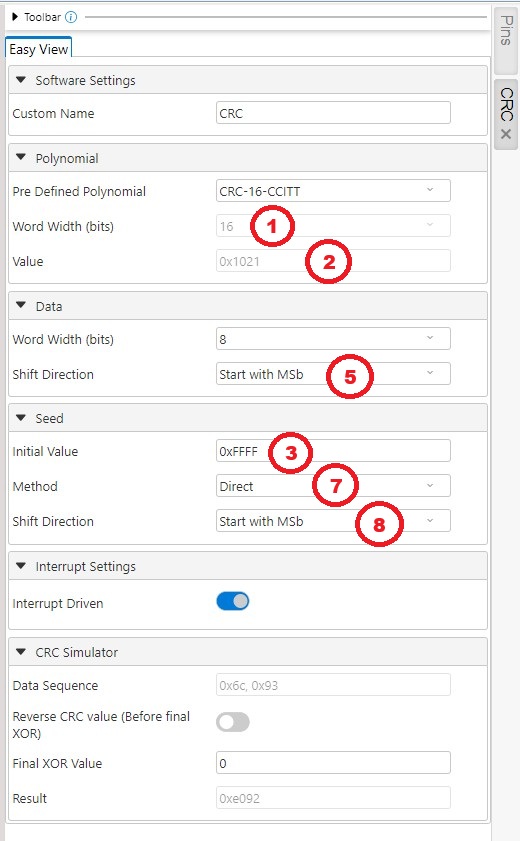 Toolbar
Pins
Easy View
CRC
Software Settings
Custom Name CRC
Polynomial
Pre Defined Polynomial CRC-16-CCITT
Word Width (bits) 16 1
Value 0x1021 2
Data
Word Width (bits) 8
Shift Direction Start with MSb 5
Seed
Initial Value 0xFFFF 3
Method Direct 7
Shift Direction Start with MSb 8
Interrupt Settings
Interrupt Driven
CRC Simulator
Data Sequence 0x6c, 0x93
Reverse CRC value (Before final
XOR)
Final XOR Value 0
Result 0xe092